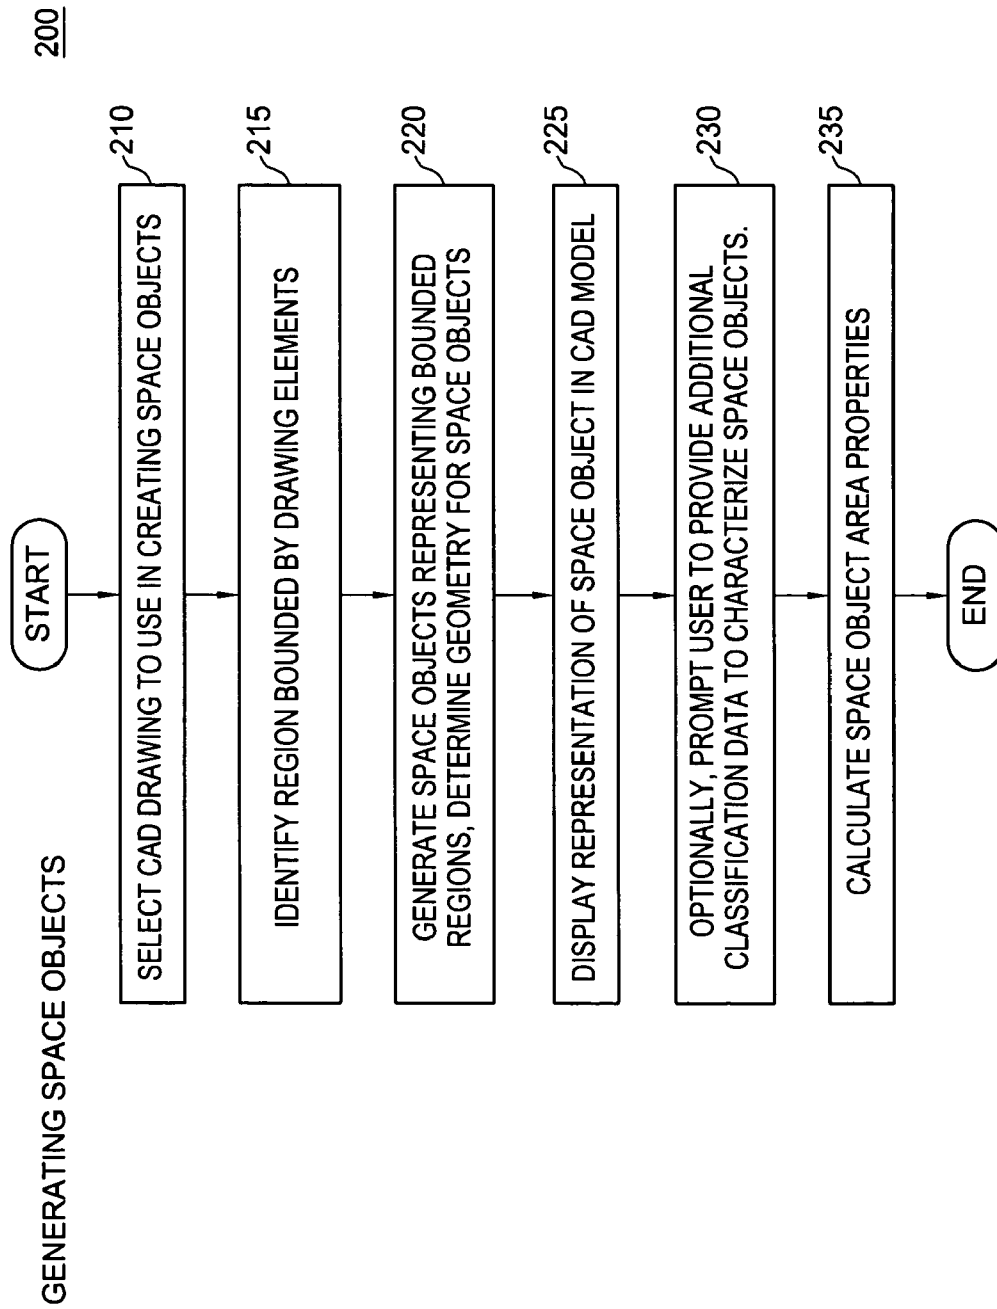 GENERATING SPACE OBJECTS
200
START
SELECT CAD DRAWING TO USE IN CREATING SPACE OBJECTS
210
IDENTIFY REGION BOUNDED BY DRAWING ELEMENTS
215
GENERATE SPACE OBJECTS REPRESENTING BOUNDED
REGIONS, DETERMINE GEOMETRY FOR SPACE OBJECTS
220
DISPLAY REPRESENTATION OF SPACE OBJECT IN CAD MODEL
225
OPTIONALLY, PROMPT USER TO PROVIDE ADDITIONAL
CLASSIFICATION DATA TO CHARACTERIZE SPACE OBJECTS.
230
CALCULATE SPACE OBJECT AREA PROPERTIES
235
END